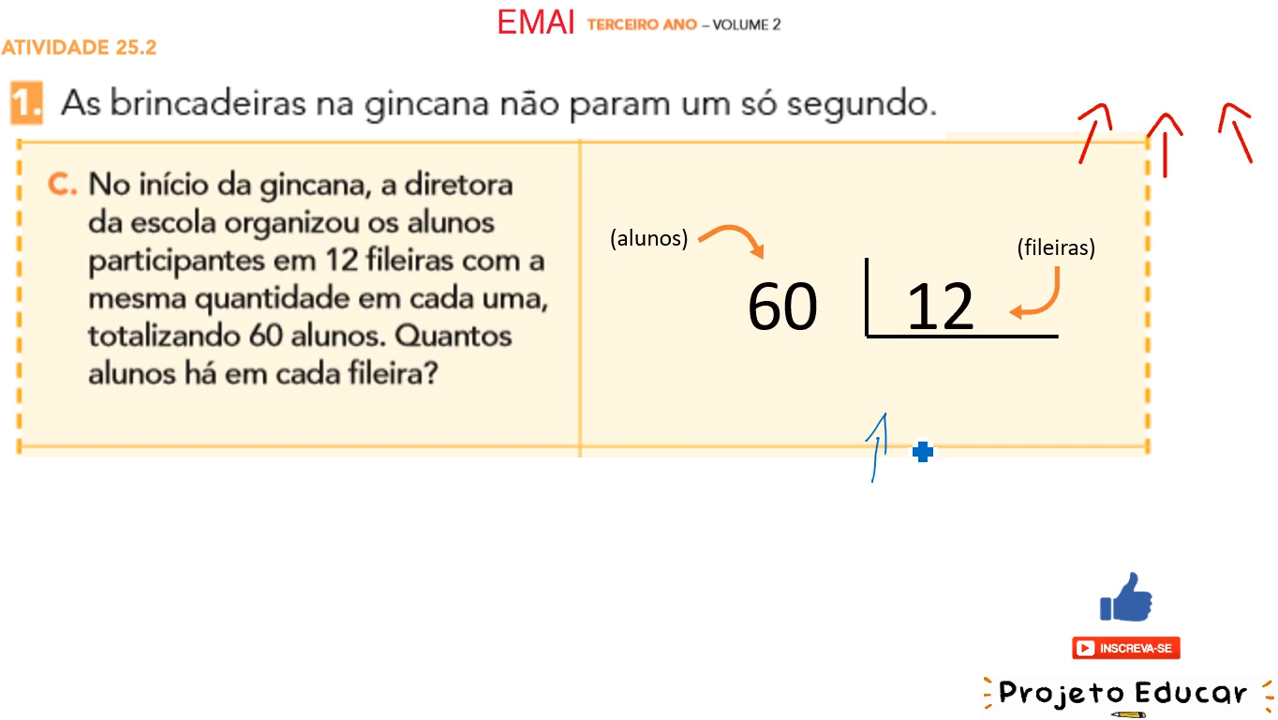 EMAI TERCEIRO ANO – VOLUME 2
ATIVIDADE 25.2
1. As brincadeiras na gincana não param um só segundo.
C. No início da gincana, a diretora
da escola organizou os alunos
participantes em 12 fileiras com a
mesma quantidade em cada uma,
totalizando 60 alunos. Quantos
alunos há em cada fileira?
(alunos)
(fileiras)
60 12
INSCREVA-SE
Projeto Educar